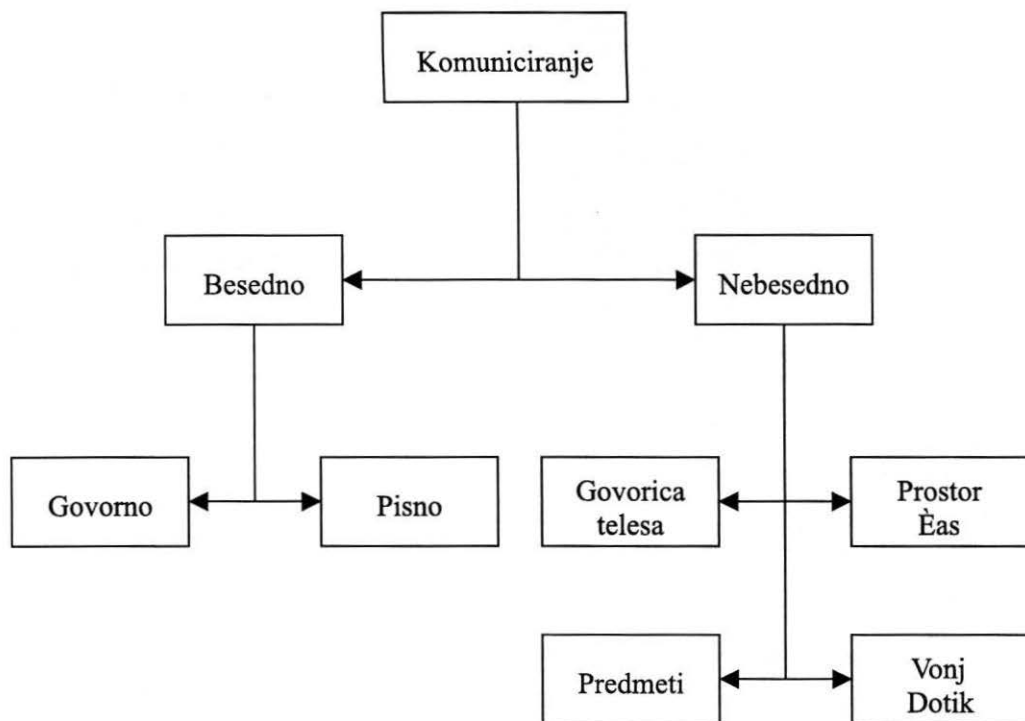 Komuniciranje
Besedno
Nebesedno
Govorno
Pisno
Govorica
telesa
Prostor
Èas
Predmeti
Vonj
Dotik